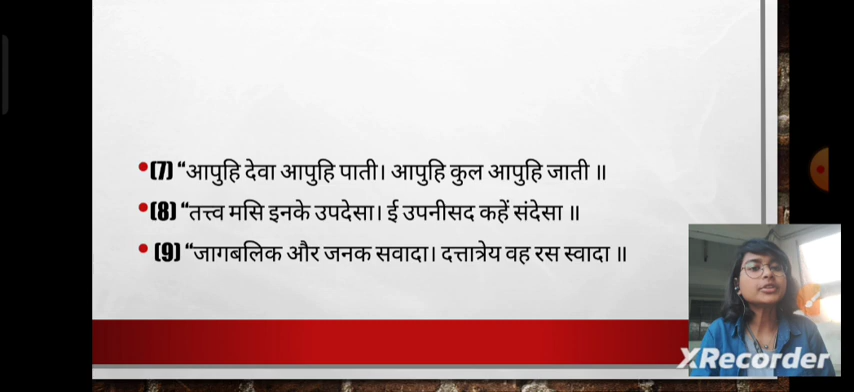 •(7) “आपुहि देवा आपुहि पाती। आपुहि कुल आपुहि जाती ॥
•(8) “तत्त्व मसि इनके उपदेसा। ई उपनीसद कहें संदेसा ॥
• (9) “जागबलिक और जनक सवादा। दत्तात्रेय वह रस स्वादा ॥
XRecorder